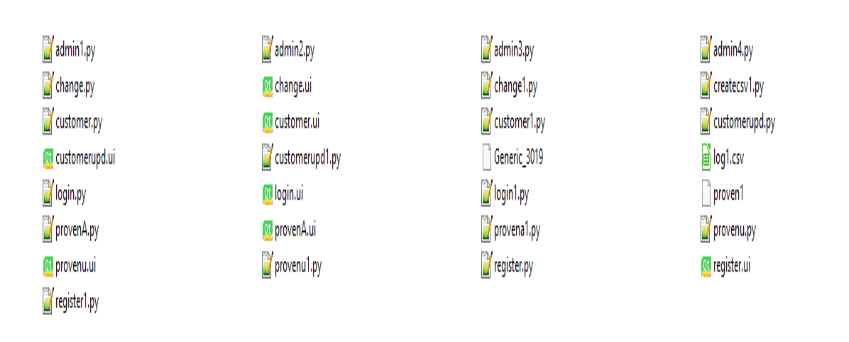 admin1.py admin2.py admin3.py admin4.py
change.py change.ui change1.py createcsv1.py
customer.py customer.ui customer1.py customerupd.py
customerupd.ui customerupd1.py Generic_3019 log1.csv
login.py login.ui login1.py proven1
provenA.py provenA.ui provena1.py provenu.py
provenu.ui provenu1.py register.py register.ui
register1.py